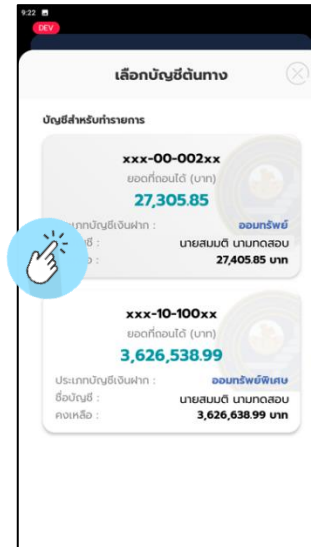 9:22
DEV
เลือกบัญชีต้นทาง
บัญชีสำหรับทำรายการ
xxx-00-002xx
ยอดที่ถอนได้ (บาท)
27,305.85
ประเภทบัญชีเงินฝาก : ออมทรัพย์
นายสมมติ นามทดสอบ
27,405.85 บาท
xxx-10-100xx
ยอดที่ถอนได้ (บาท)
3,626,538.99
ประเภทบัญชีเงินฝาก : ออมทรัพย์พิเศษ
ชื่อบัญชี : นายสมมติ นามทดสอบ
คงเหลือ : 3,626,638.99 บาท